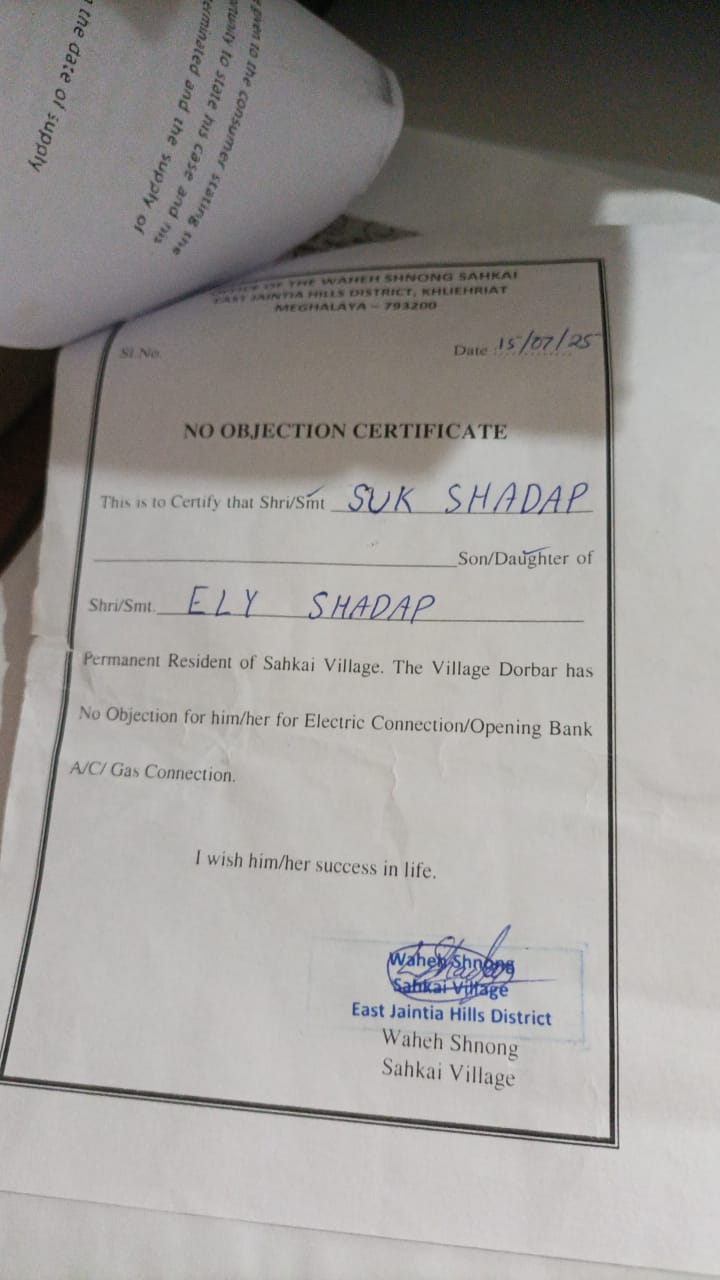 the date of supply
given to the consumer stating the
to state his case and his
terminated and the supply of
OFFICE OF THE WAHEH SHNONG SAHKAI
EAST JAINTIA HILLS DISTRICT, KHLIEHRIAT
MEGHALAYA – 793200
Sl.No.
Date 15/07/25
NO OBJECTION CERTIFICATE
This is to Certify that Shri/Smt SUK SHADAP
Son/Daughter of
Shri/Smt. ELY SHADAP
Permanent Resident of Sahkai Village. The Village Dorbar has
No Objection for him/her for Electric Connection/Opening Bank
A/C/ Gas Connection.
I wish him/her success in life.
Waheh Shnong
Sahkai Village
East Jaintia Hills District
Waheh Shnong
Sahkai Village